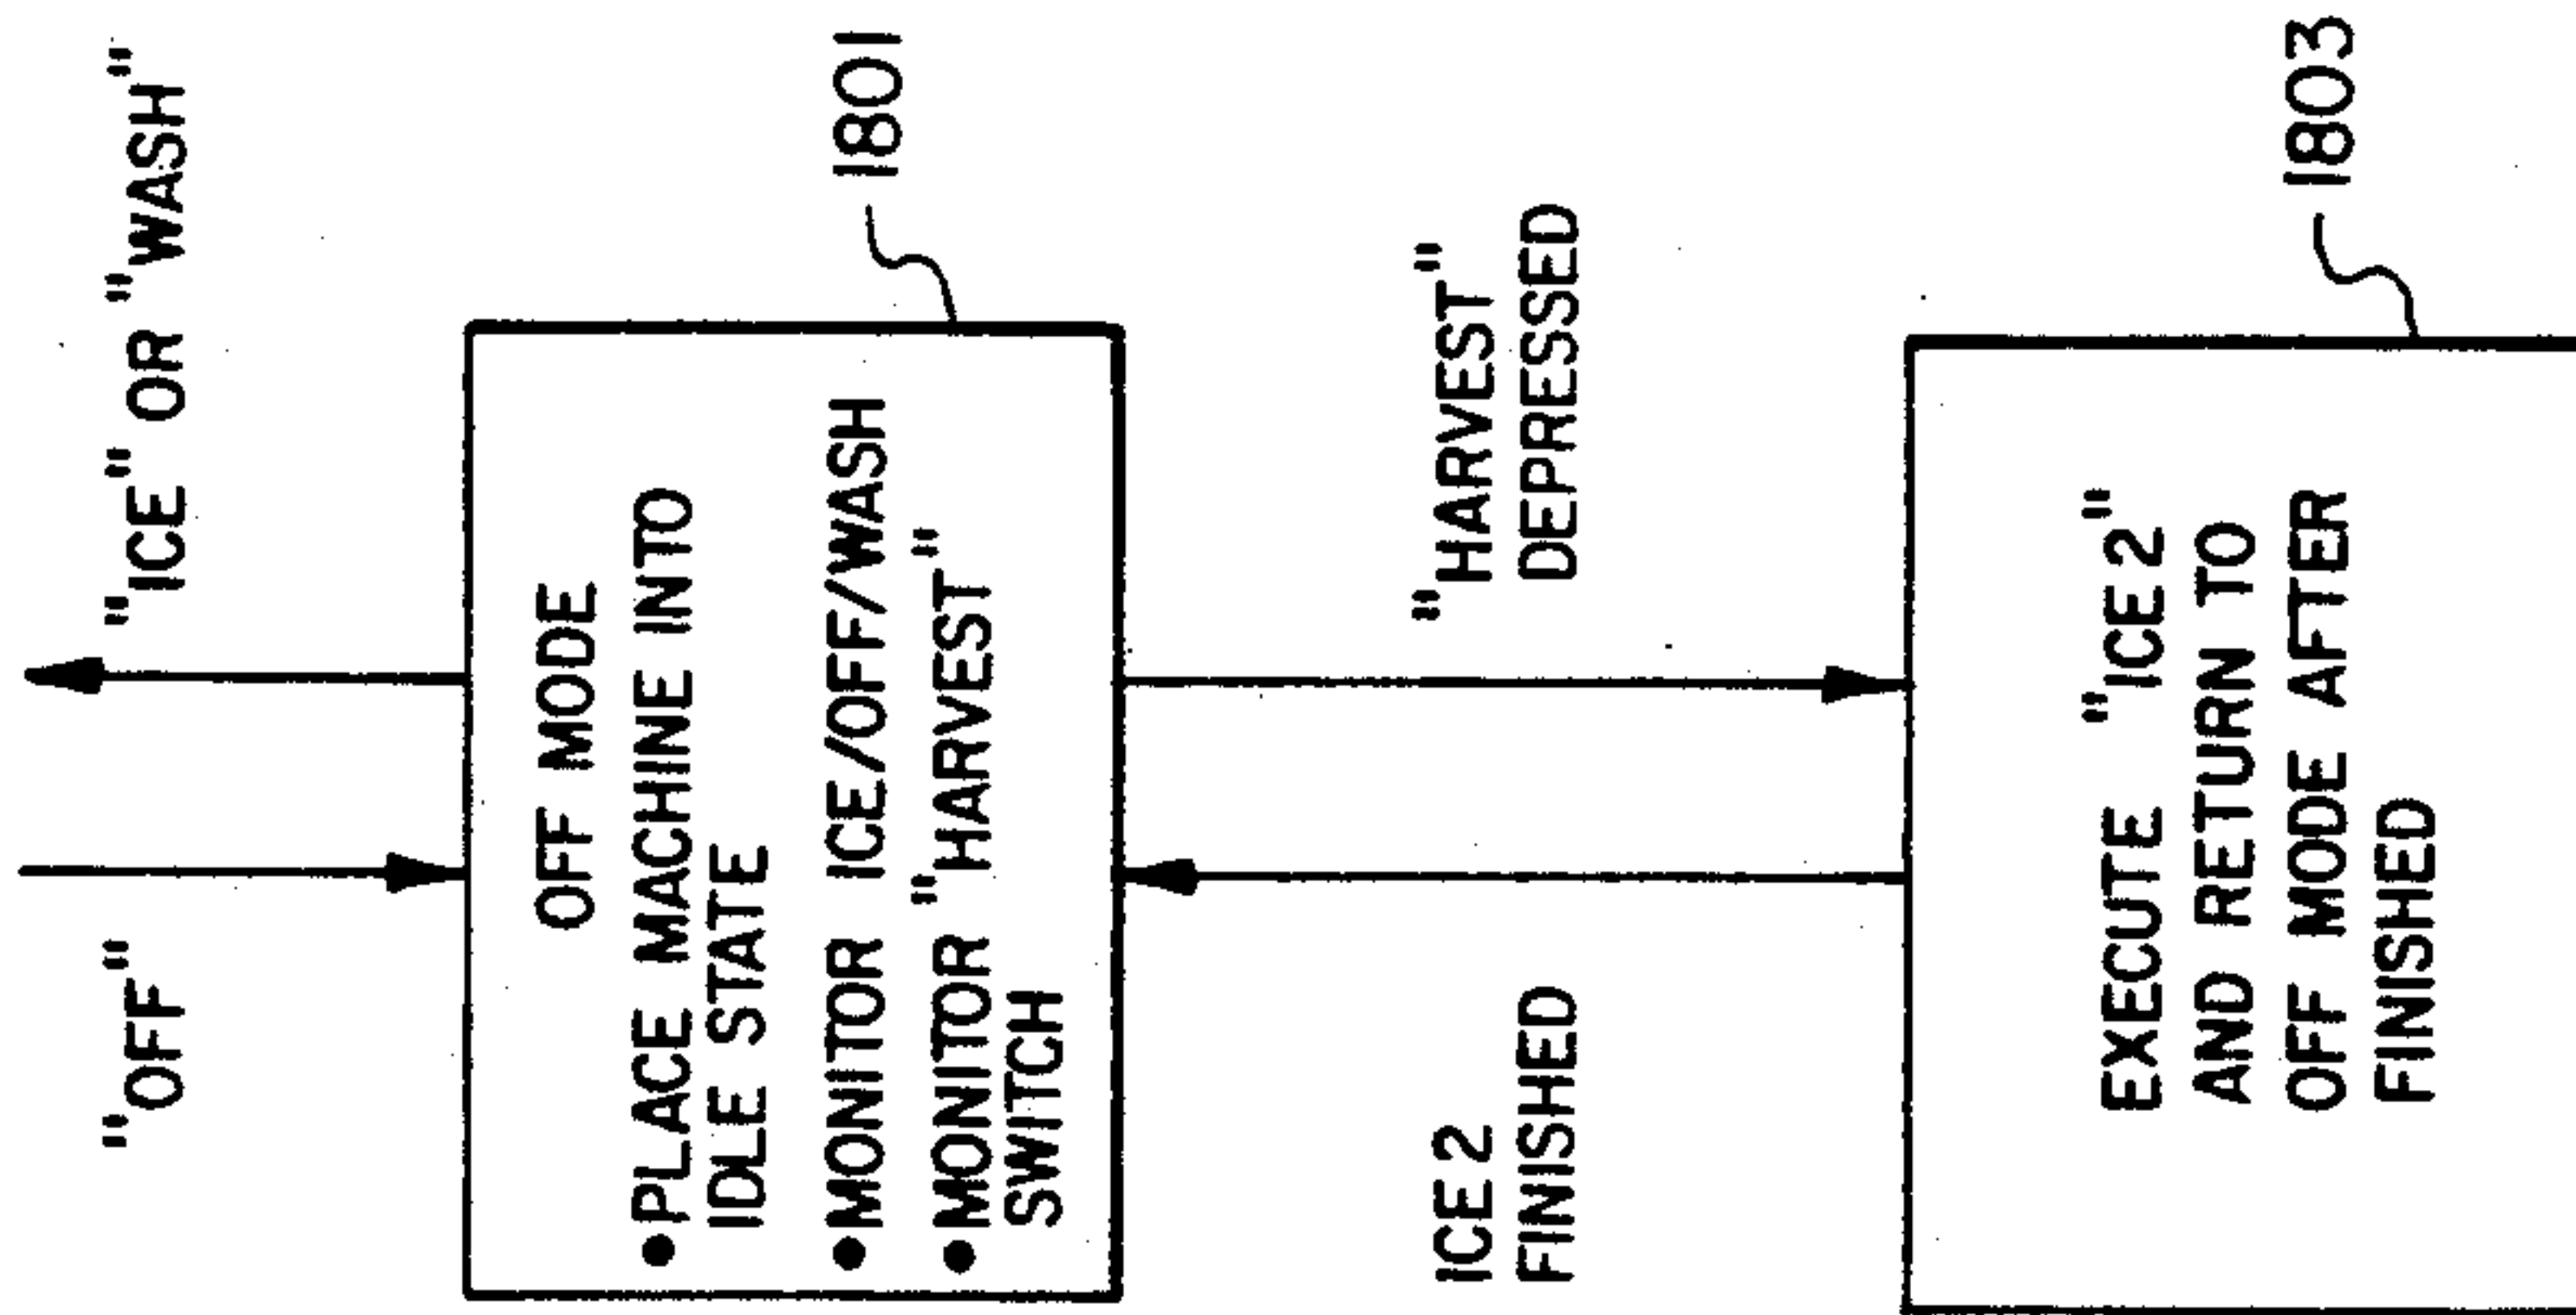 "OFF"
"ICE" OR "WASH"
OFF MODE
• PLACE MACHINE INTO
IDLE STATE
• MONITOR ICE/OFF/WASH
• MONITOR "HARVEST"
SWITCH
1801
ICE 2
FINISHED
"HARVEST"
DEPRESSED
EXECUTE "ICE 2"
AND RETURN TO
OFF MODE AFTER
FINISHED
1803